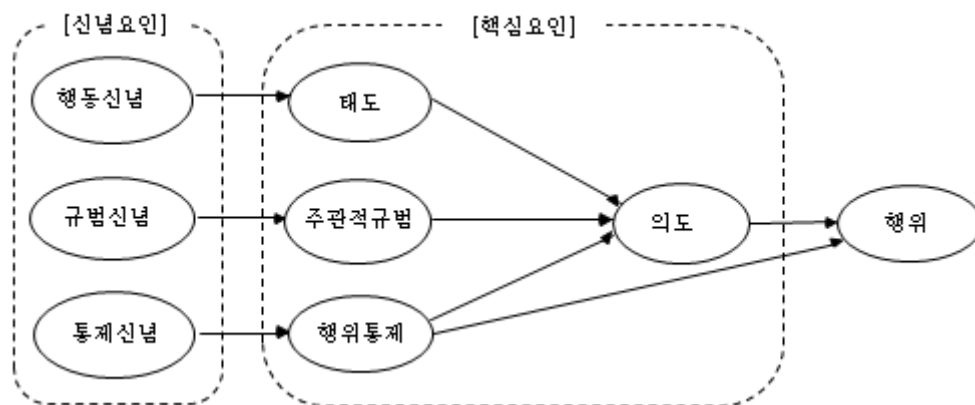 [신념요인]
[핵심요인]
행동신념
태도
규범신념
주관적규범
의도
행위
통제신념
행위통제